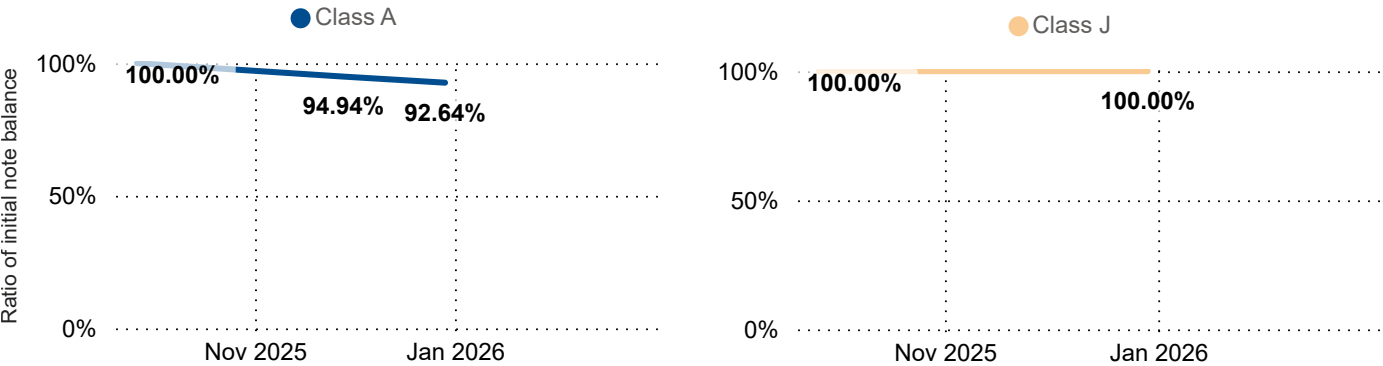 Class A
Ratio of initial note balance
100%
50%
0%
100.00%
94.94%
92.64%
Nov 2025
Jan 2026
Class J
100%
50%
0%
100.00%
100.00%
Nov 2025
Jan 2026